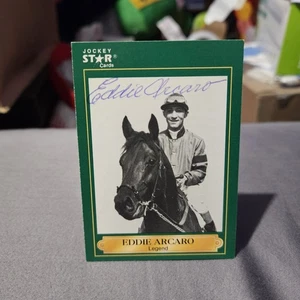 JOCKEY
STAR
Cards
Eddie Arcaro
EDDIE ARCARO
Legend